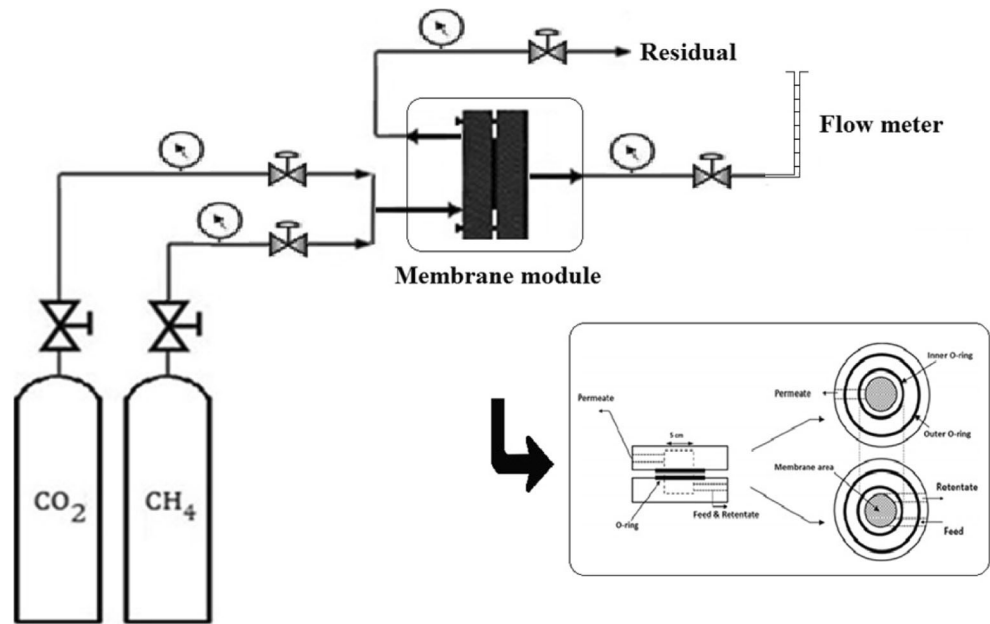 Residual
Flow meter
Membrane module
CO2
CH4
Permeate
5 cm
O-ring
Feed & Retentate
Inner O-ring
Permeate
Outer O-ring
Membrane area
Retentate
Feed